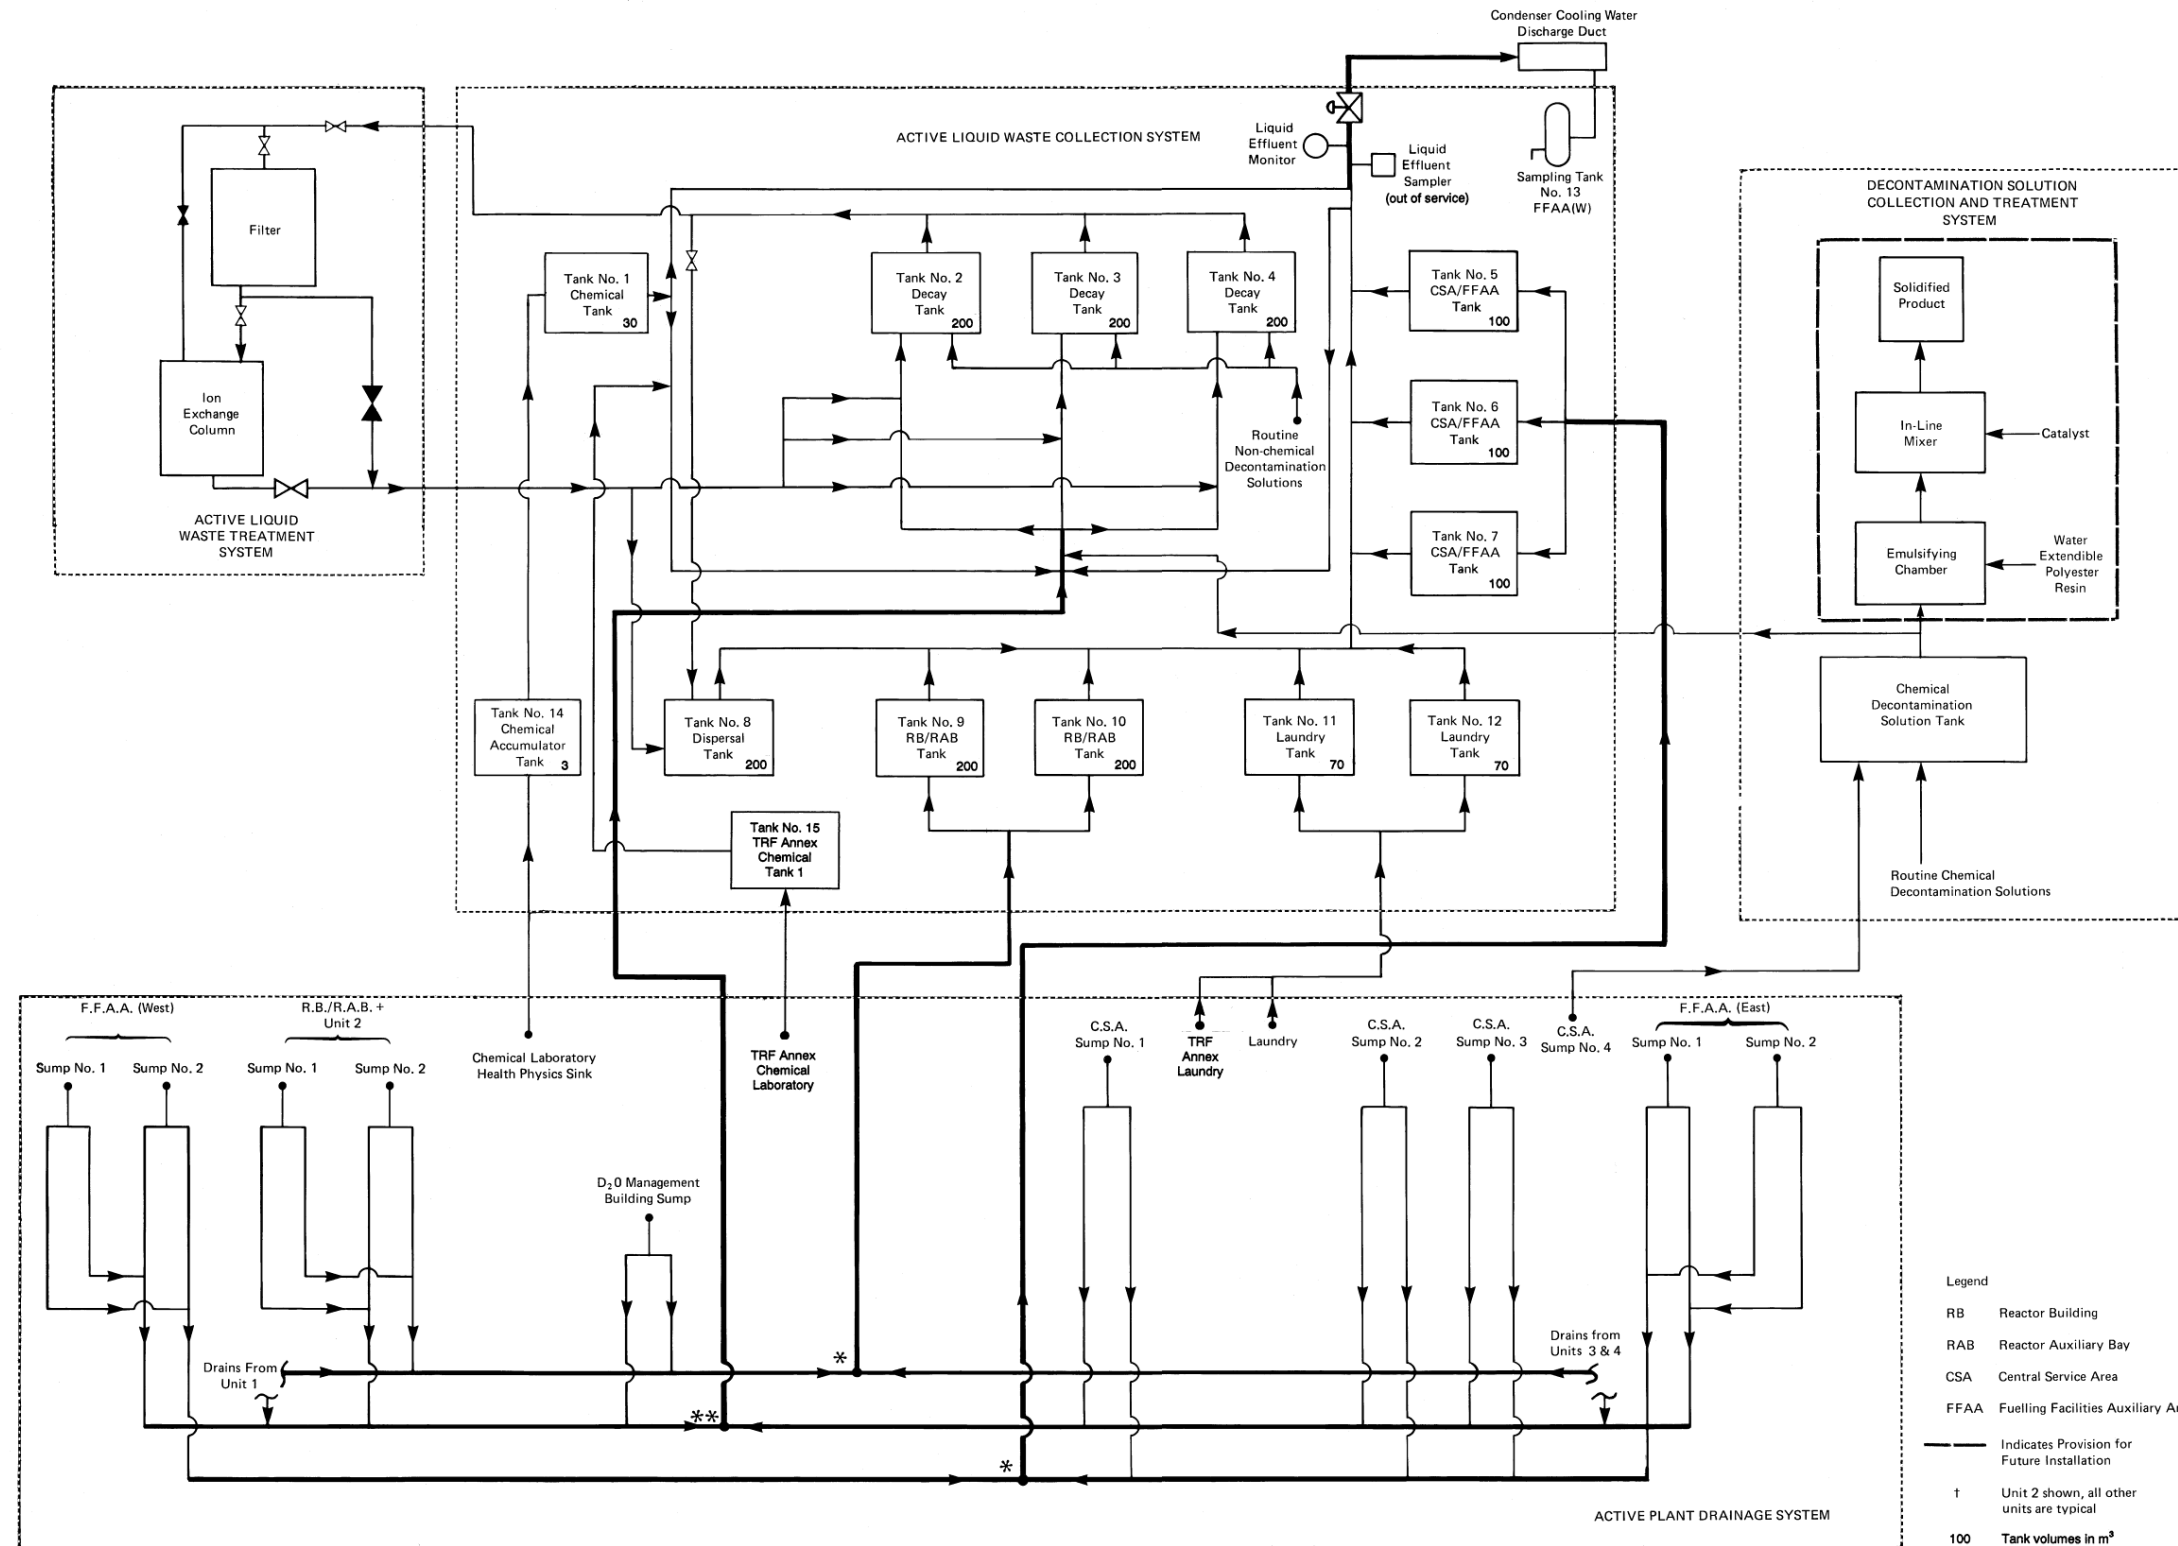 Condenser Cooling Water
Discharge Duct
ACTIVE LIQUID WASTE COLLECTION SYSTEM
Liquid
Effluent
Monitor
Liquid
Effluent
Sampler
(out of service)
Sampling Tank
No. 13
FFAA(W)
DECONTAMINATION SOLUTION
COLLECTION AND TREATMENT
SYSTEM
Filter
Tank No. 1
Chemical
Tank
30
Tank No. 2
Decay
Tank
200
Tank No. 3
Decay
Tank
200
Tank No. 4
Decay
Tank
200
Tank No. 5
CSA/FFAA
Tank
100
Solidified
Product
Ion
Exchange
Column
Tank No. 6
CSA/FFAA
Tank
100
In-Line
Mixer
Catalyst
Routine
Non-chemical
Decontamination
Solutions
ACTIVE LIQUID
WASTE TREATMENT
SYSTEM
Tank No. 7
CSA/FFAA
Tank
100
Emulsifying
Chamber
Water
Extendible
Polyester
Resin
Tank No. 14
Chemical
Accumulator
Tank 3
Tank No. 8
Dispersal
Tank
200
Tank No. 9
RB/RAB
Tank
200
Tank No. 10
RB/RAB
Tank
200
Tank No. 11
Laundry
Tank
70
Tank No. 12
Laundry
Tank
70
Chemical
Decontamination
Solution Tank
Tank No. 15
TRF Annex
Chemical
Tank 1
Routine Chemical
Decontamination Solutions
F.F.A.A. (West)
Sump No. 1
Sump No. 2
R.B./R.A.B. +
Unit 2
Sump No. 1
Sump No. 2
Chemical Laboratory
Health Physics Sink
TRF Annex
Chemical
Laboratory
C.S.A.
Sump No. 1
TRF
Annex
Laundry
Laundry
C.S.A.
Sump No. 2
C.S.A.
Sump No. 3
C.S.A.
Sump No. 4
F.F.A.A. (East)
Sump No. 1
Sump No. 2
D₂O Management
Building Sump
Drains From
Unit 1
*
**
*
Drains from
Units 3 & 4
ACTIVE PLANT DRAINAGE SYSTEM
Legend
RB Reactor Building
RAB Reactor Auxiliary Bay
CSA Central Service Area
FFAA Fuelling Facilities Auxiliary
Indicates Provision for
Future Installation
† Unit 2 shown, all other
units are typical
100 Tank volumes in m³